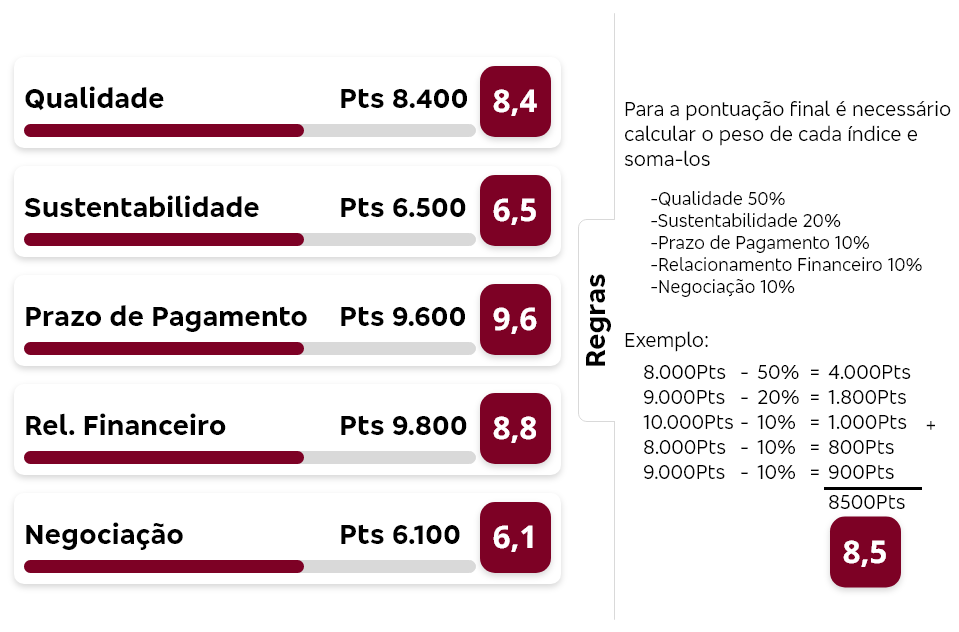 Qualidade Pts 8.400 8,4
Sustentabilidade Pts 6.500 6,5
Prazo de Pagamento Pts 9.600 9,6
Rel. Financeiro Pts 9.800 8,8
Negociação Pts 6.100 6,1
Regras
Para a pontuação final é necessário
calcular o peso de cada índice e
soma-los
-Qualidade 50%
-Sustentabilidade 20%
-Prazo de Pagamento 10%
-Relacionamento Financeiro 10%
-Negociação 10%
Exemplo:
8.000Pts - 50% = 4.000Pts
9.000Pts - 20% = 1.800Pts
10.000Pts - 10% = 1.000Pts +
8.000Pts - 10% = 800Pts
9.000Pts - 10% = 900Pts
8500Pts
8,5